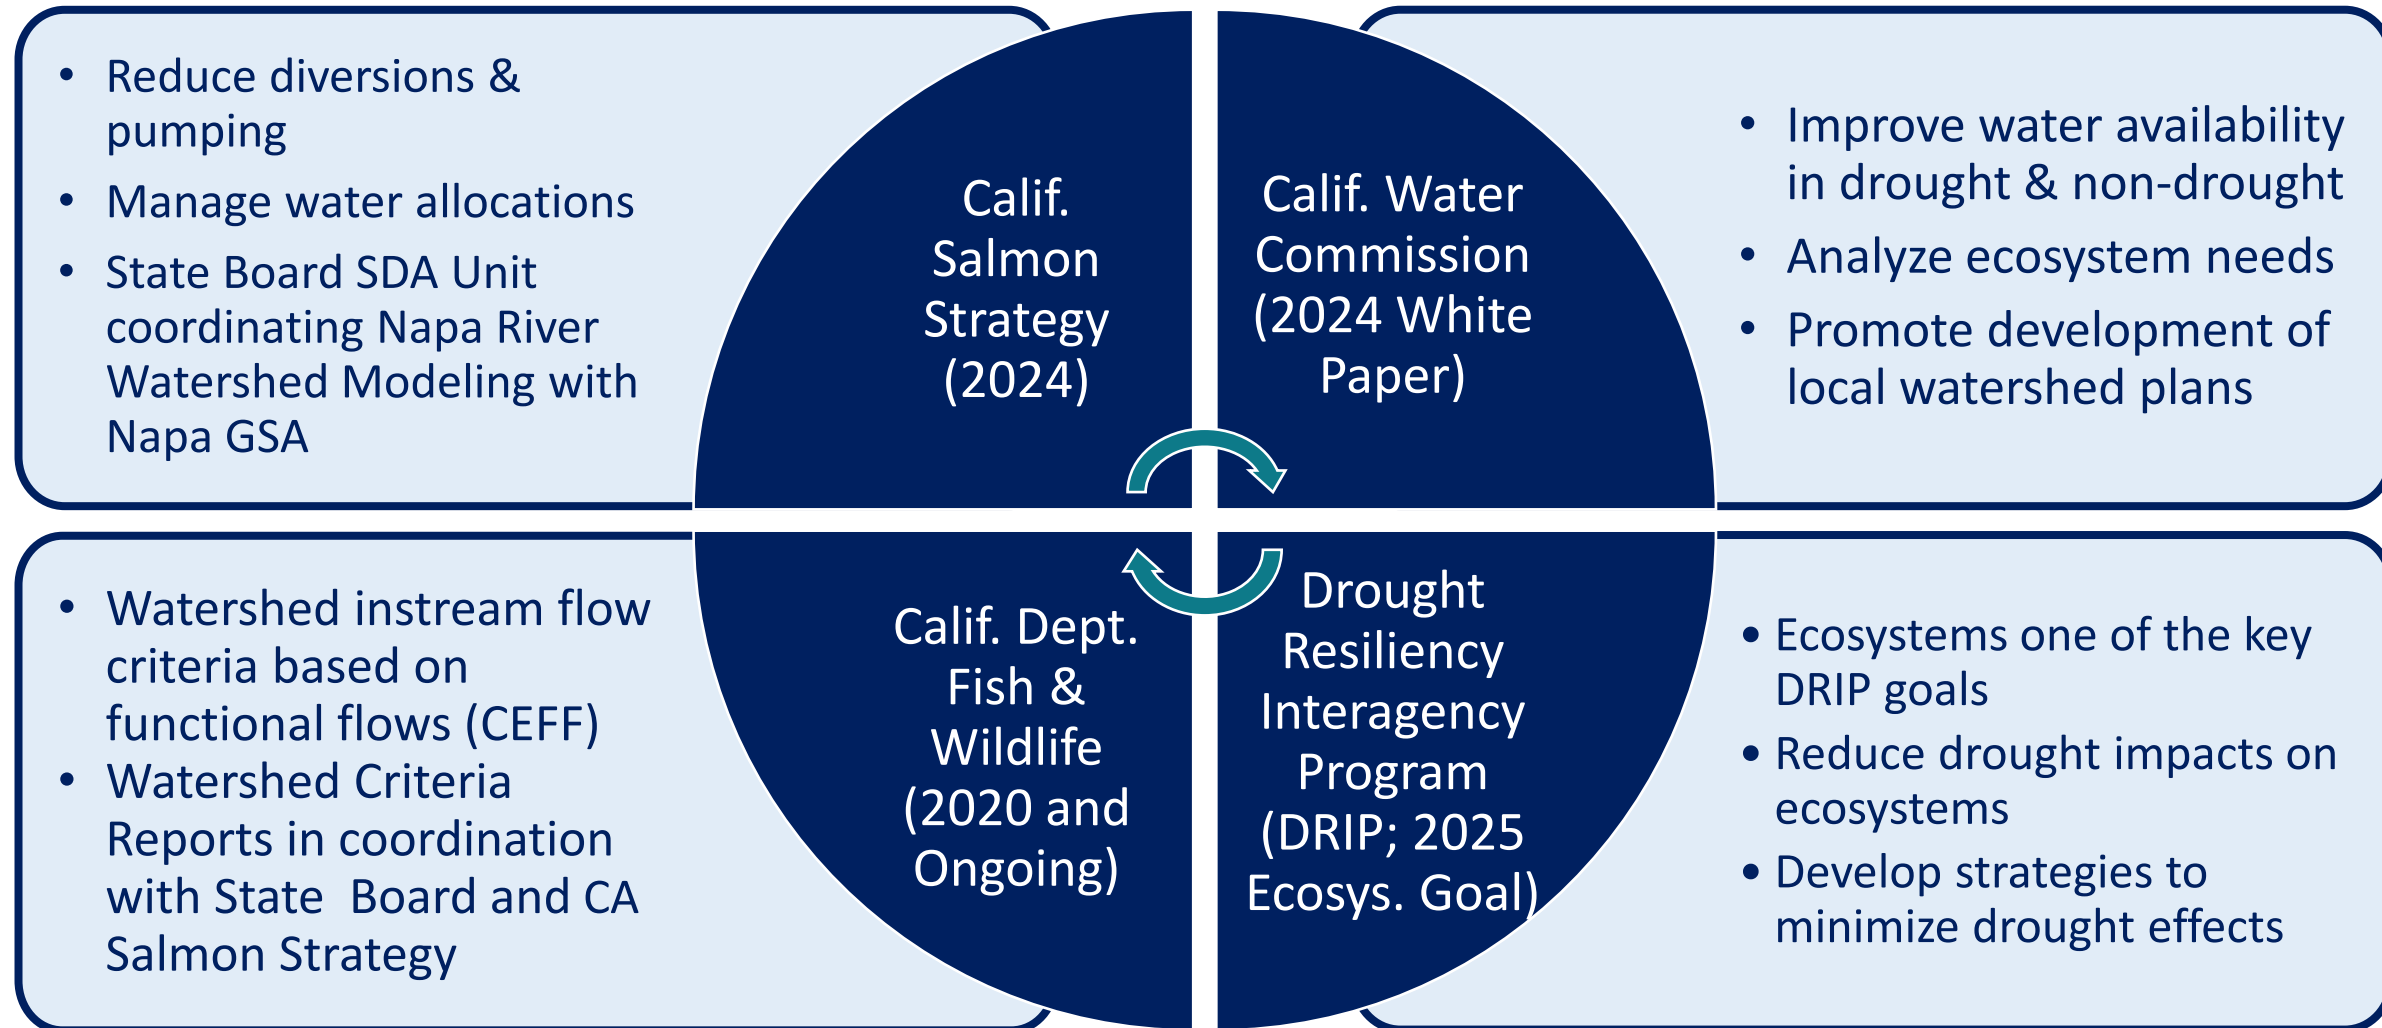 • Reduce diversions &
pumping
• Manage water allocations
• State Board SDA Unit
coordinating Napa River
Watershed Modeling with
Napa GSA
Calif.
Salmon
Strategy
(2024)
Calif. Water
Commission
(2024 White
Paper)
• Improve water availability
in drought & non-drought
• Analyze ecosystem needs
• Promote development of
local watershed plans
• Watershed instream flow
criteria based on
functional flows (CEFF)
• Watershed Criteria
Reports in coordination
with State  Board and CA
Salmon Strategy
Calif. Dept.
Fish &
Wildlife
(2020 and
Ongoing)
Drought
Resiliency
Interagency
Program
(DRIP; 2025
Ecosys. Goal)
• Ecosystems one of the key
DRIP goals
• Reduce drought impacts on
ecosystems
• Develop strategies to
minimize drought effects